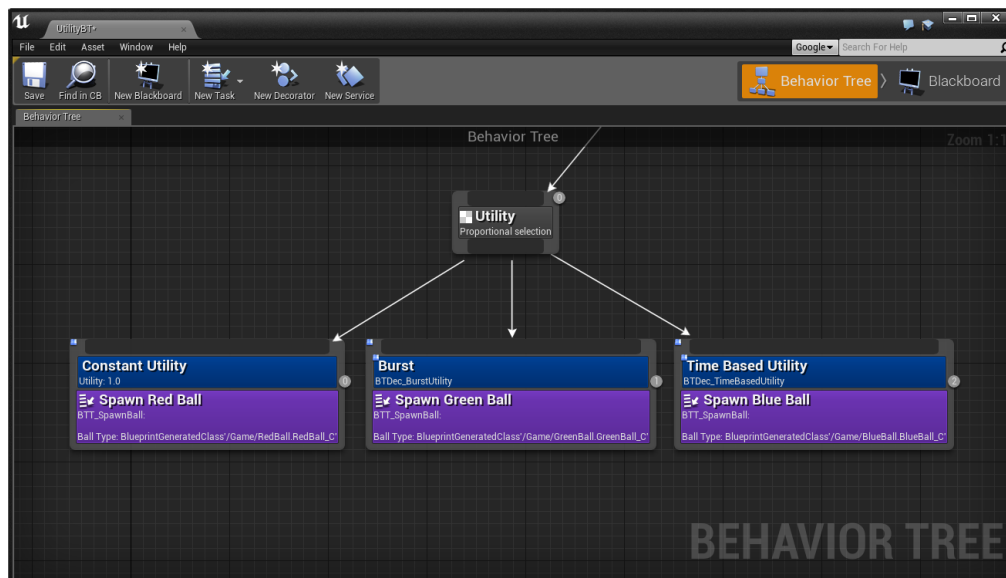 UtilityBT*
File Edit Asset Window Help
Google
Search For Help
Save Find in CB New Blackboard New Task New Decorator New Service
Behavior Tree
Blackboard
Behavior Tree
Behavior Tree
Zoom 1:1
0
Utility
Proportional selection
Constant Utility
Utility: 1.0
0
Spawn Red Ball
BTT_SpawnBall:
Ball Type: BlueprintGeneratedClass'/Game/RedBall.RedBall_C'
Burst
BTDec_BurstUtility
1
Spawn Green Ball
BTT_SpawnBall:
Ball Type: BlueprintGeneratedClass'/Game/GreenBall.GreenBall_C'
Time Based Utility
BTDec_TimeBasedUtility
2
Spawn Blue Ball
BTT_SpawnBall:
Ball Type: BlueprintGeneratedClass'/Game/BlueBall.BlueBall_C'
BEHAVIOR TREE